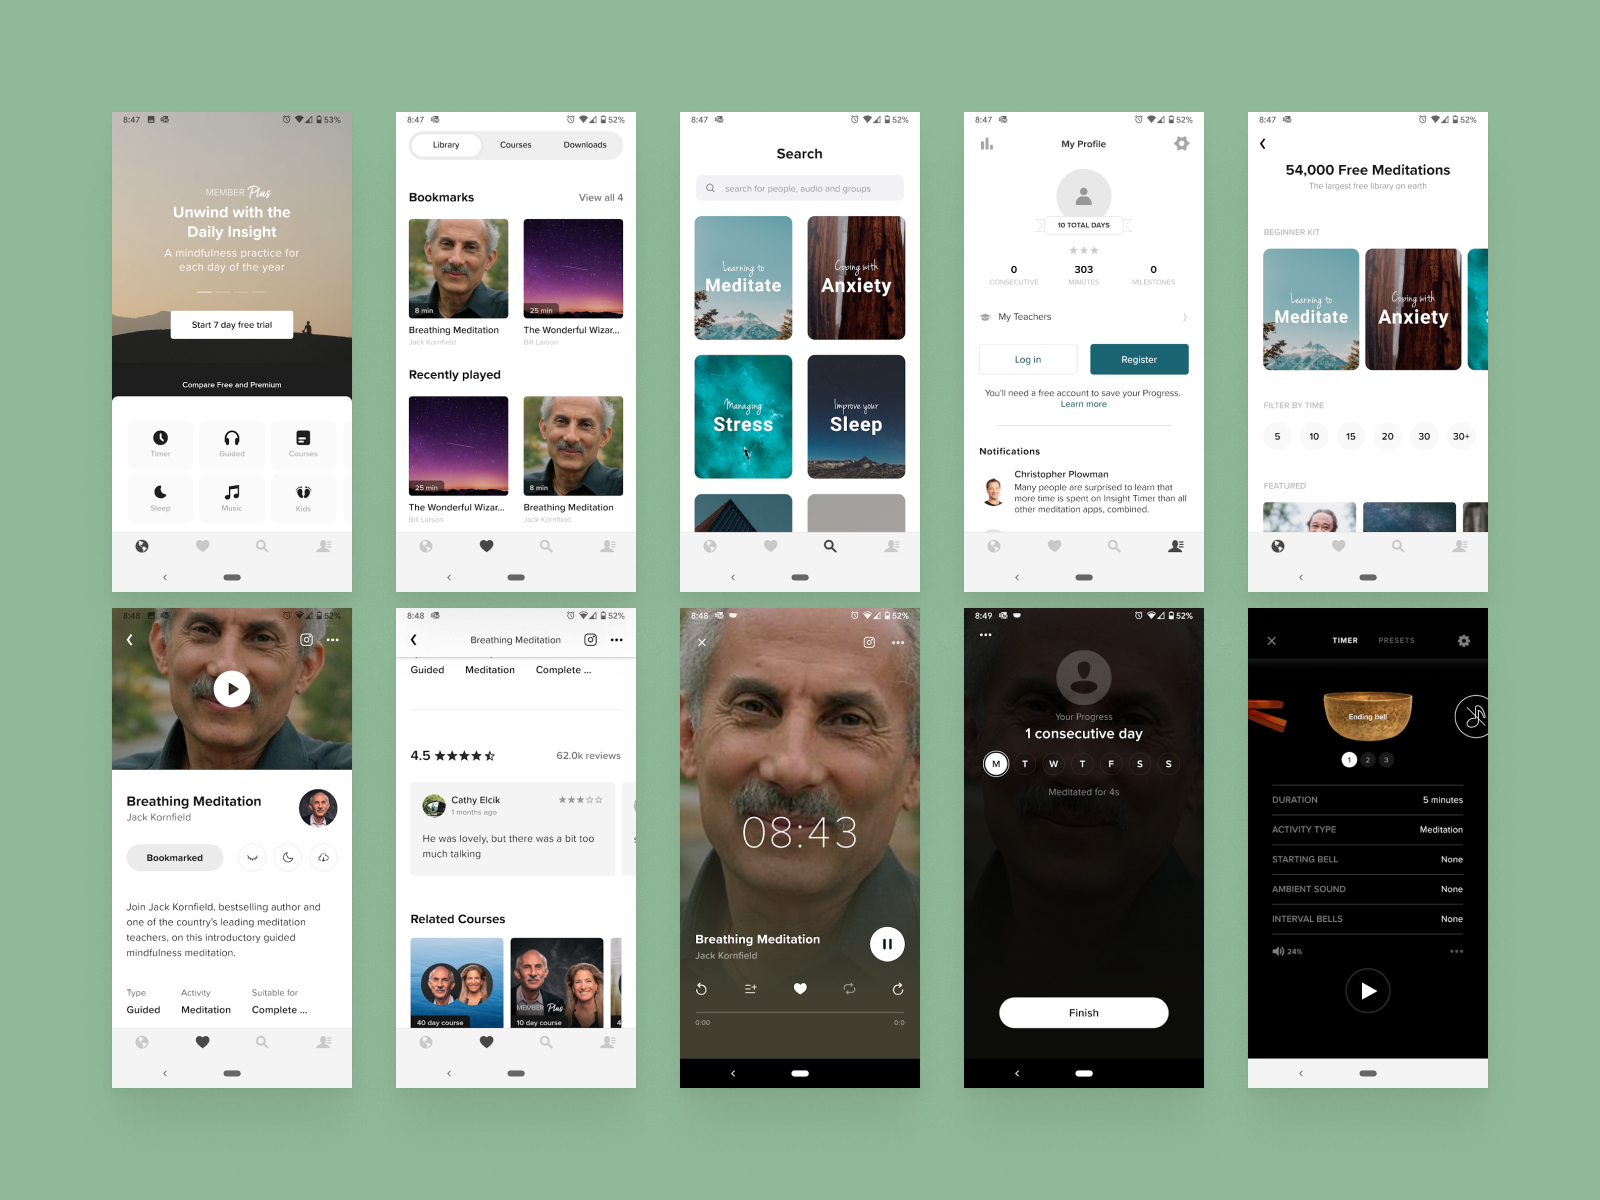 8:47
53%
MEMBER Plus
Unwind with the
Daily Insight
A mindfulness practice for
each day of the year
Start 7 day free trial
Compare Free and Premium
Timer
Guided
Courses
Sleep
Music
Kids
8:47
52%
Library
Courses
Downloads
Bookmarks
View all 4
8 min
25 min
Breathing Meditation
The Wonderful Wizar...
Jack Kornfield
Bill Larson
Recently played
25 min
8 min
The Wonderful Wizar...
Breathing Meditation
Bill Larson
Jack Kornfield
8:47
52%
Search
search for people, audio and groups
Learning to
Meditate
Coping with
Anxiety
Managing
Stress
Improve your
Sleep
8:47
52%
My Profile
10 TOTAL DAYS
0
303
0
CONSECUTIVE
MINUTES
MILESTONES
My Teachers
Log in
Register
You'll need a free account to save your Progress.
Learn more
Notifications
Christopher Plowman
Many people are surprised to learn that
more time is spent on Insight Timer than all
other meditation apps, combined.
8:47
52%
54,000 Free Meditations
The largest free library on earth
BEGINNER KIT
Learning to
Meditate
Coping with
Anxiety
FILTER BY TIME
5
10
15
20
30
30+
FEATURED
8:48
52%
Breathing Meditation
Jack Kornfield
Bookmarked
Join Jack Kornfield, bestselling author and
one of the country's leading meditation
teachers, on this introductory guided
mindfulness meditation.
Type
Activity
Suitable for
Guided
Meditation
Complete ...
8:48
52%
Breathing Meditation
Guided
Meditation
Complete ...
4.5
62.0k reviews
Cathy Elcik
1 months ago
He was lovely, but there was a bit too
much talking
Related Courses
40 day course
MEMBER Plus
10 day course
8:48
52%
08:43
Breathing Meditation
Jack Kornfield
0:00
0:0
8:49
52%
Your Progress
1 consecutive day
M
T
W
T
F
S
S
Meditated for 4s
Finish
TIMER
PRESETS
Ending bell
1
2
3
DURATION
5 minutes
ACTIVITY TYPE
Meditation
STARTING BELL
None
AMBIENT SOUND
None
INTERVAL BELLS
None
24%